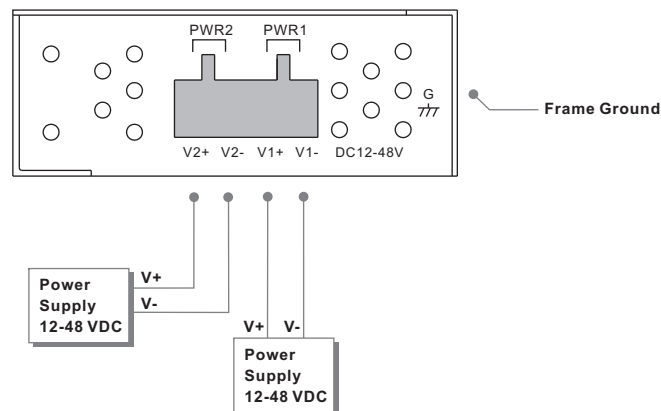 PWR2 PWR1
G
Frame Ground
V2+ V2- V1+ V1- DC12-48V
Power
Supply
12-48 VDC
V+
V-
V+ V-
Power
Supply
12-48 VDC